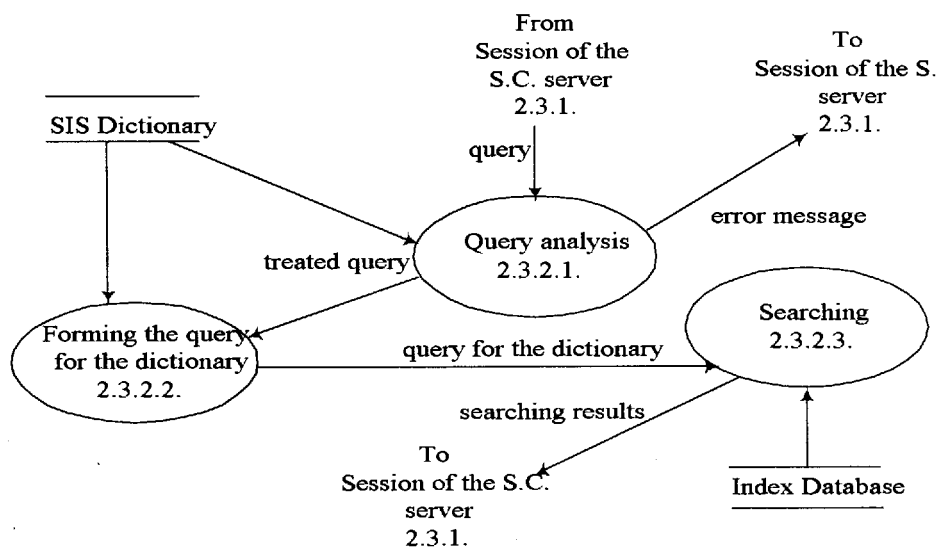 From
Session of the
S.C. server
2.3.1.
To
Session of the S.
server
2.3.1.
SIS Dictionary
query
error message
Query analysis
2.3.2.1.
treated query
Searching
2.3.2.3.
Forming the query
for the dictionary
2.3.2.2.
query for the dictionary
searching results
To
Session of the S.C.
server
2.3.1.
Index Database